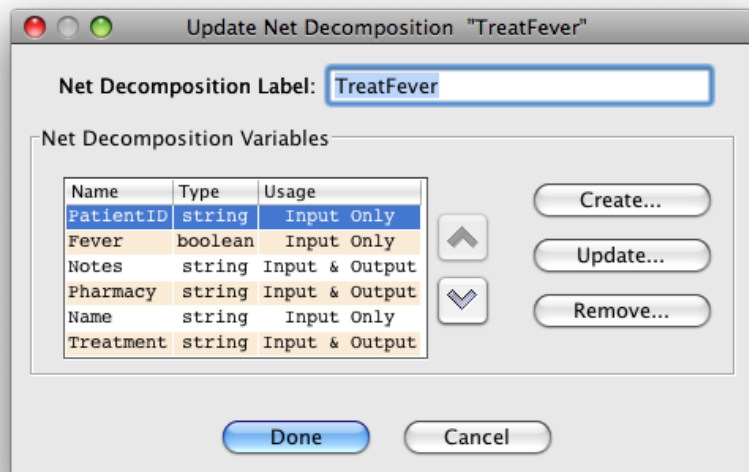 Update Net Decomposition "TreatFever"
Net Decomposition Label: TreatFever
Net Decomposition Variables
Name Type Usage
PatientID string Input Only
Fever boolean Input Only
Notes string Input & Output
Pharmacy string Input & Output
Name string Input Only
Treatment string Input & Output
Create...
Update...
Remove...
Done Cancel